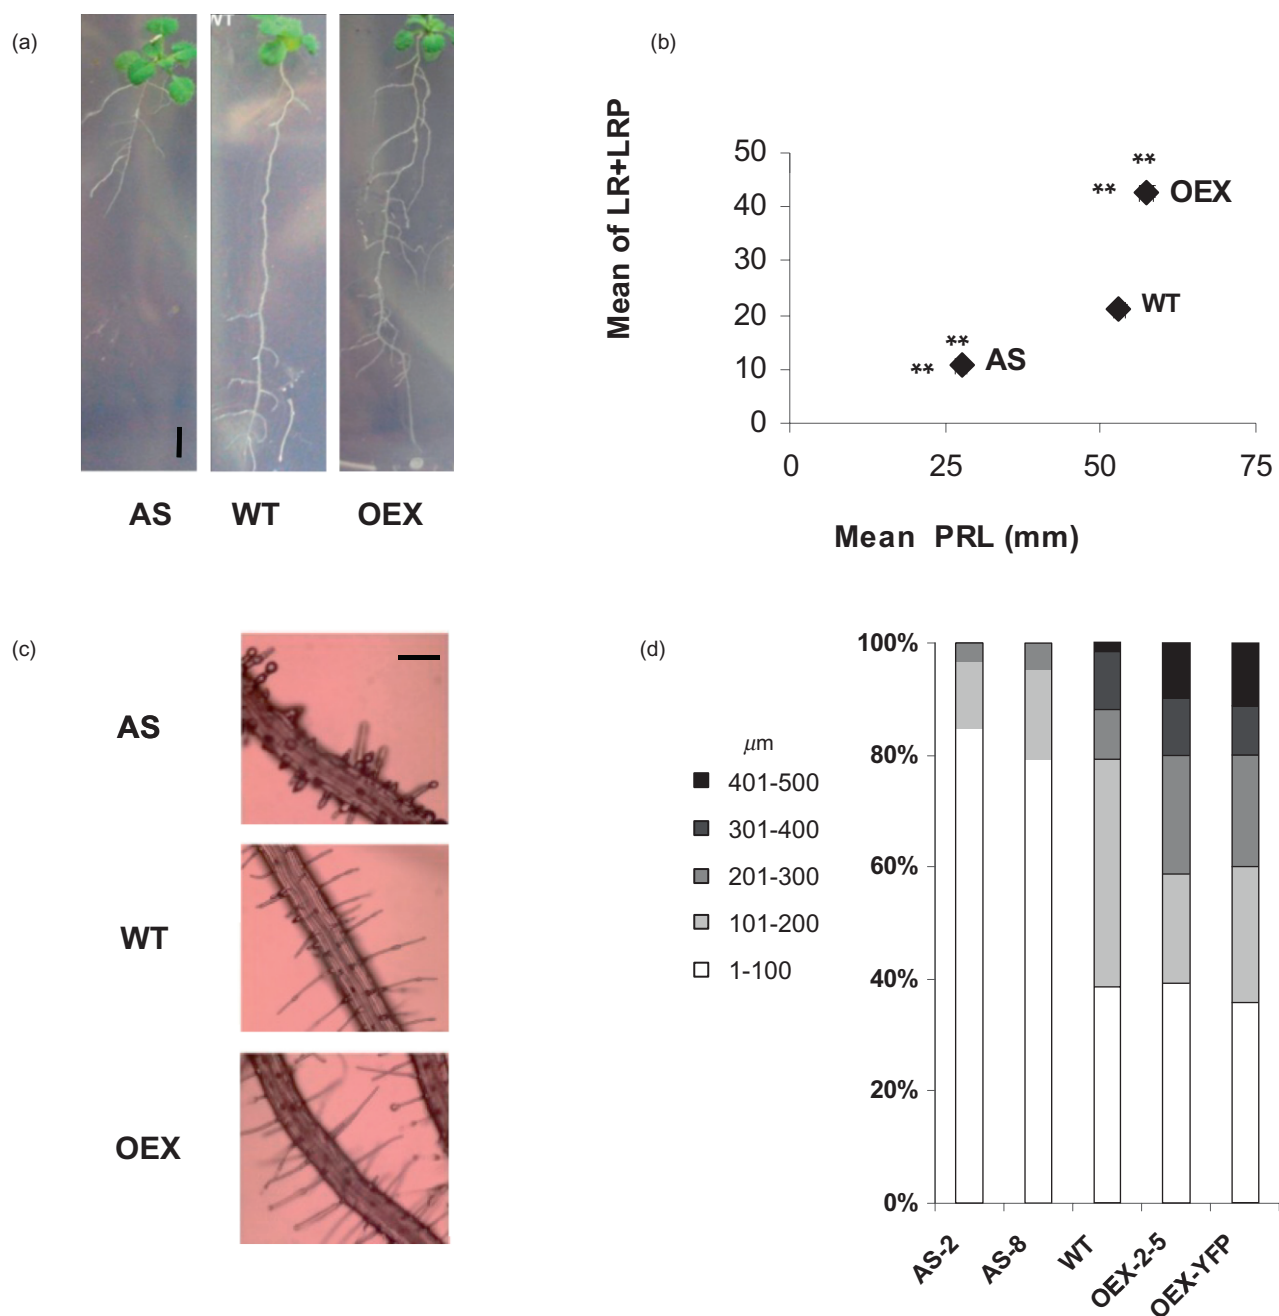 (a)
WT
AS
WT
OEX
(b)
Mean of LR+LRP
50
40
30
20
10
0
**
**
OEX
WT
**
**
AS
0
25
50
75
Mean PRL (mm)
(c)
AS
WT
OEX
(d)
μm
401-500
301-400
201-300
101-200
1-100
100%
80%
60%
40%
20%
0%
AS-2
AS-8
WT
OEX-2-5
OEX-YFP